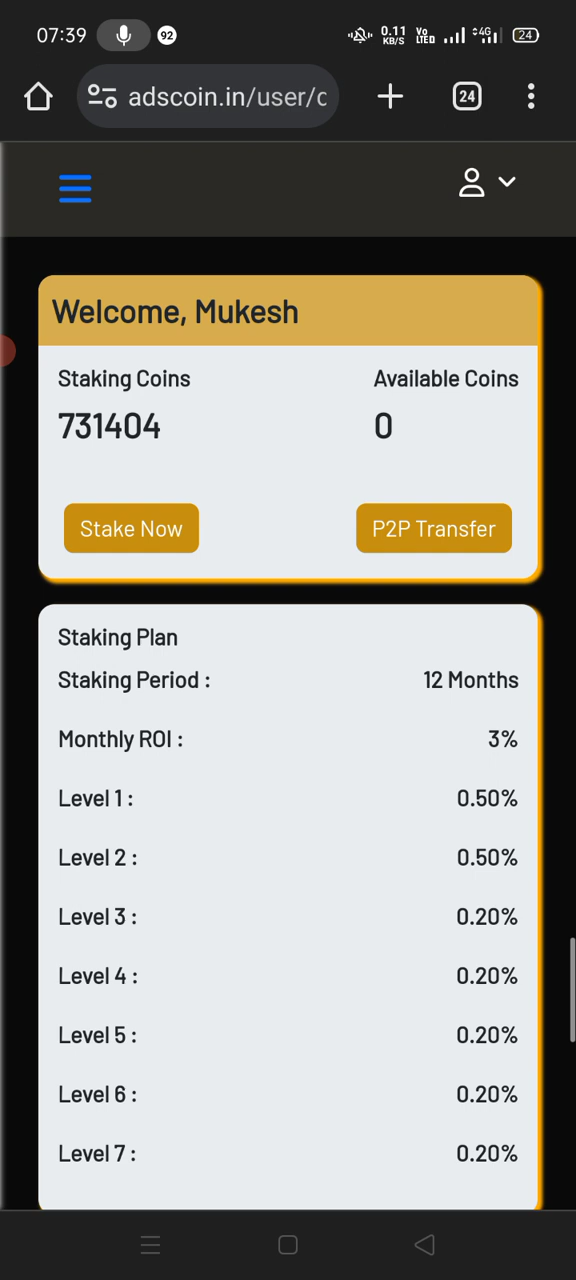 07:39 92 0.11 KB/S Vo LTED 4G 24
adscoin.in/user/c 24
Welcome, Mukesh
Staking Coins Available Coins
731404 0
Stake Now P2P Transfer
Staking Plan
Staking Period : 12 Months
Monthly ROI : 3%
Level 1 : 0.50%
Level 2 : 0.50%
Level 3 : 0.20%
Level 4 : 0.20%
Level 5 : 0.20%
Level 6 : 0.20%
Level 7 : 0.20%